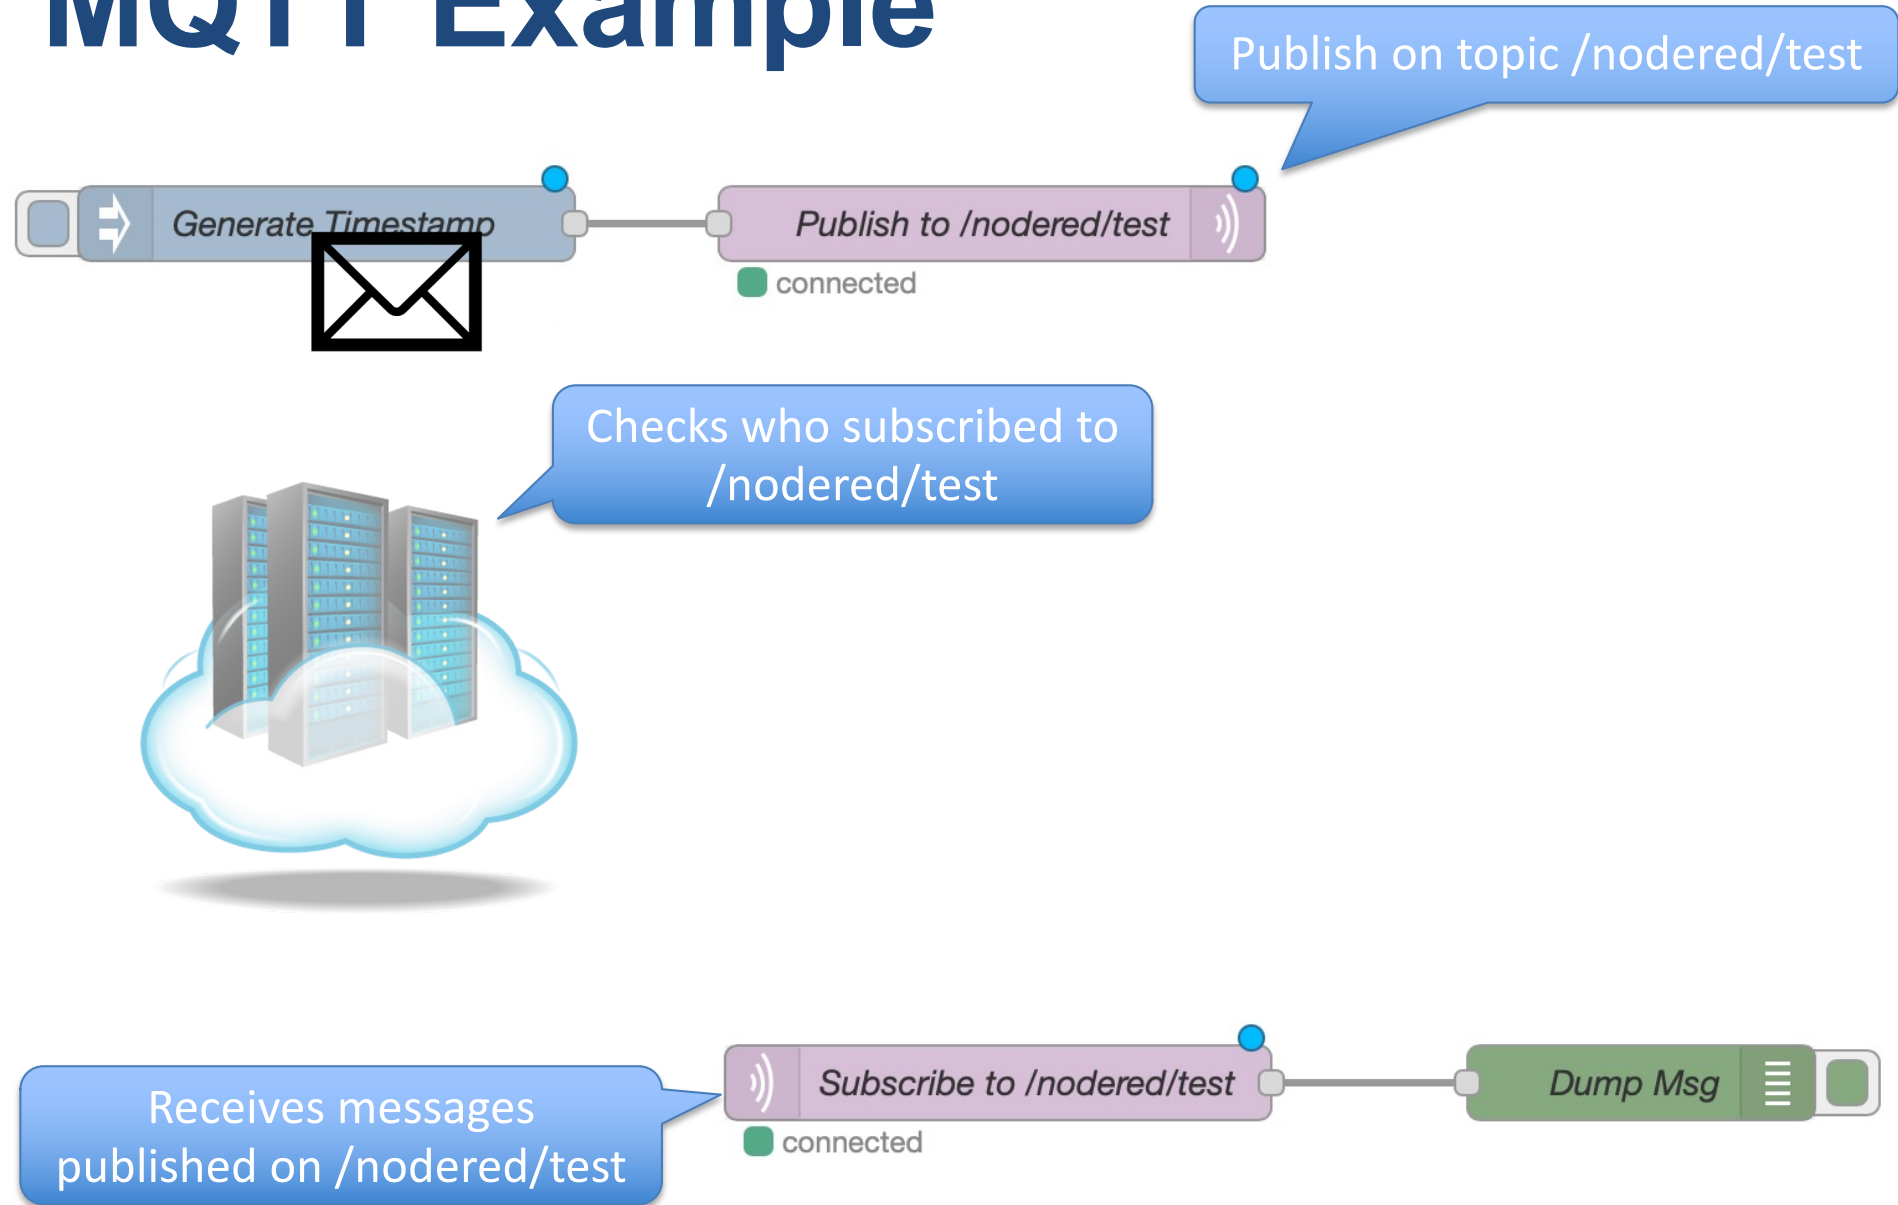 MQTT Example
Publish on topic /nodered/test
Generate Timestamp
Publish to /nodered/test
connected
Checks who subscribed to
/nodered/test
Subscribe to /nodered/test
Dump Msg
connected
Receives messages
published on /nodered/test